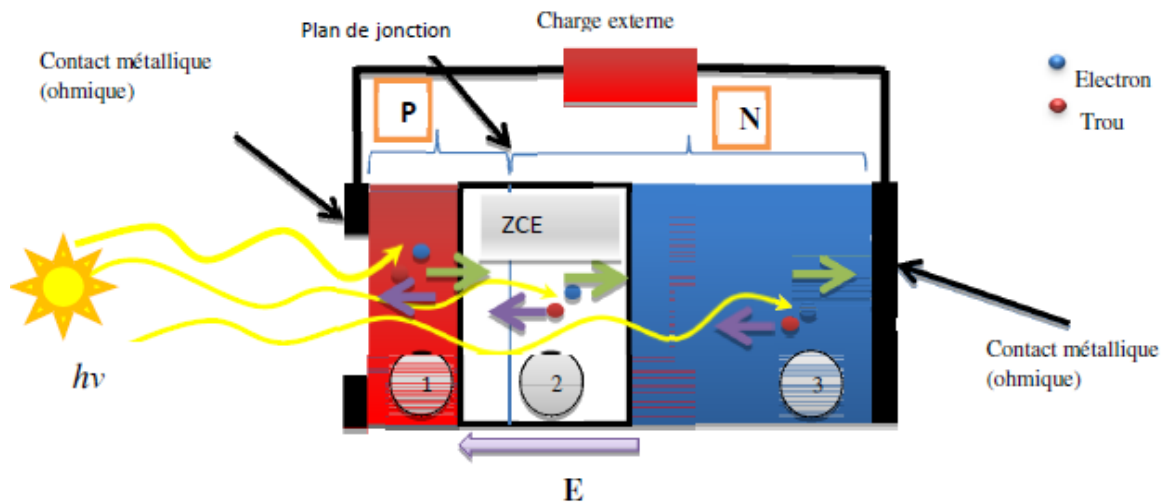 Charge externe
Plan de jonction
Contact métallique
(ohmique)
Electron
Trou
P
N
ZCE
hν
1
2
3
Contact métallique
(ohmique)
E